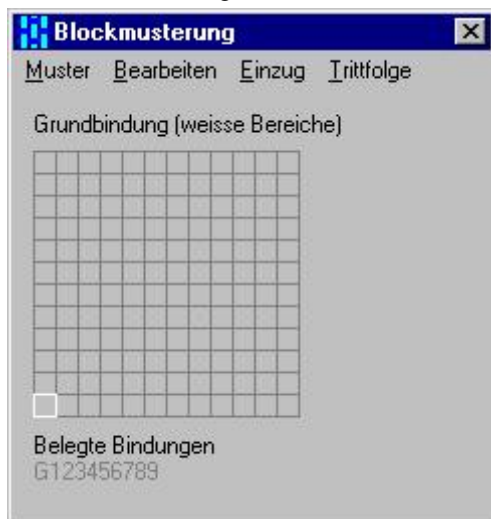 Blockmusterung
Muster Bearbeiten Einzug Trittfolge
Grundbindung (weisse Bereiche)
Belegte Bindungen
G123456789